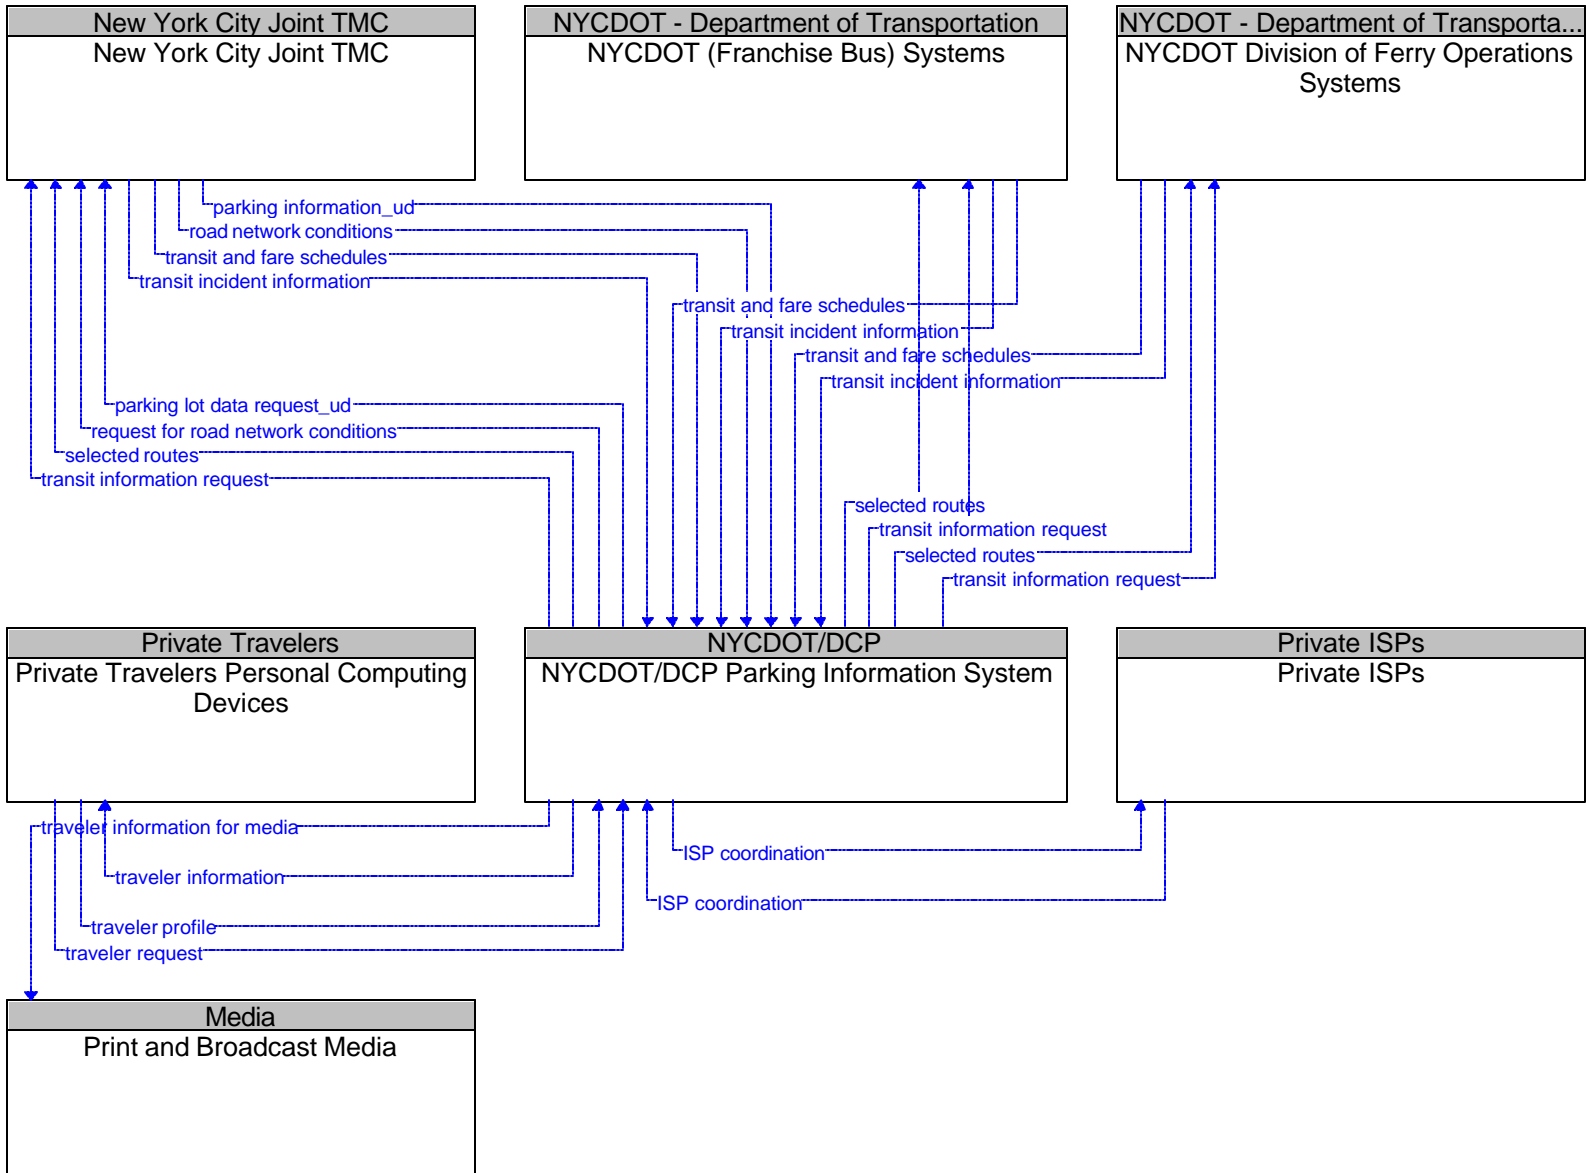 New York City Joint TMC
New York City Joint TMC
NYCDOT - Department of Transportation
NYCDOT (Franchise Bus) Systems
NYCDOT - Department of Transporta...
NYCDOT Division of Ferry Operations
Systems
parking information_ud
road network conditions
transit and fare schedules
transit incident information
transit and fare schedules
transit incident information
transit and fare schedules
transit incident information
parking lot data request_ud
request for road network conditions
selected routes
transit information request
selected routes
transit information request
selected routes
transit information request
Private Travelers
Private Travelers Personal Computing
Devices
NYCDOT/DCP
NYCDOT/DCP Parking Information System
Private ISPs
Private ISPs
traveler information for media
traveler information
traveler profile
traveler request
ISP coordination
ISP coordination
Media
Print and Broadcast Media